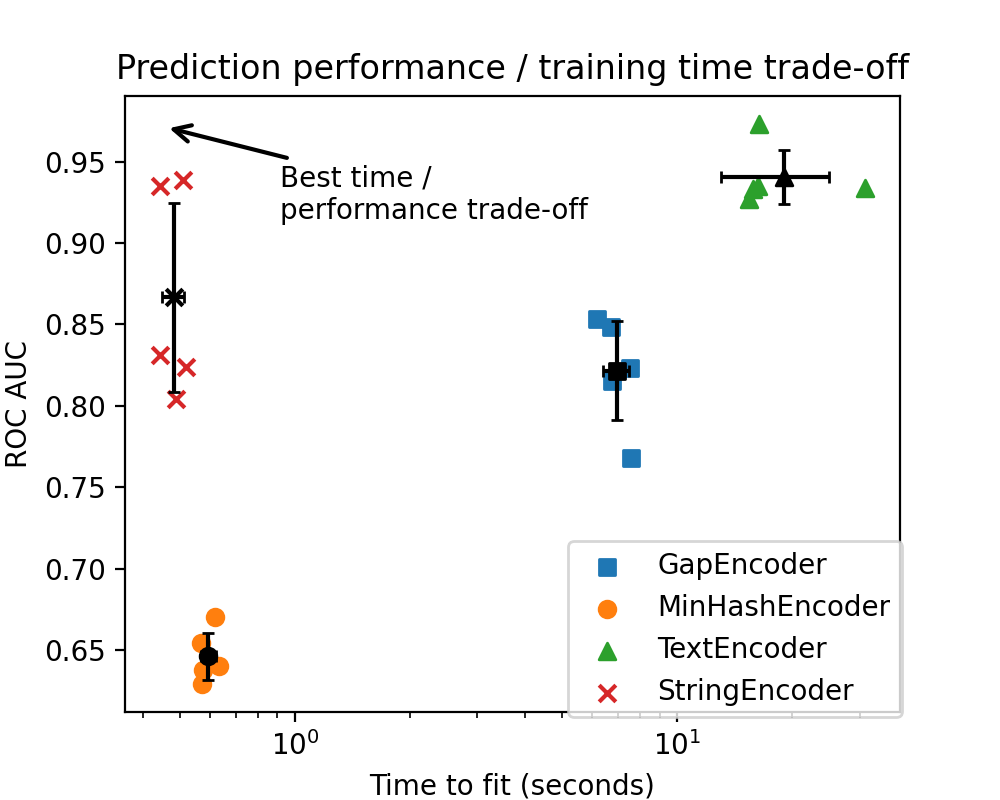 Prediction performance / training time trade-off
Best time /
performance trade-off
ROC AUC
0.95
0.90
0.85
0.80
0.75
0.70
0.65
GapEncoder
MinHashEncoder
TextEncoder
StringEncoder
10⁰
10¹
Time to fit (seconds)